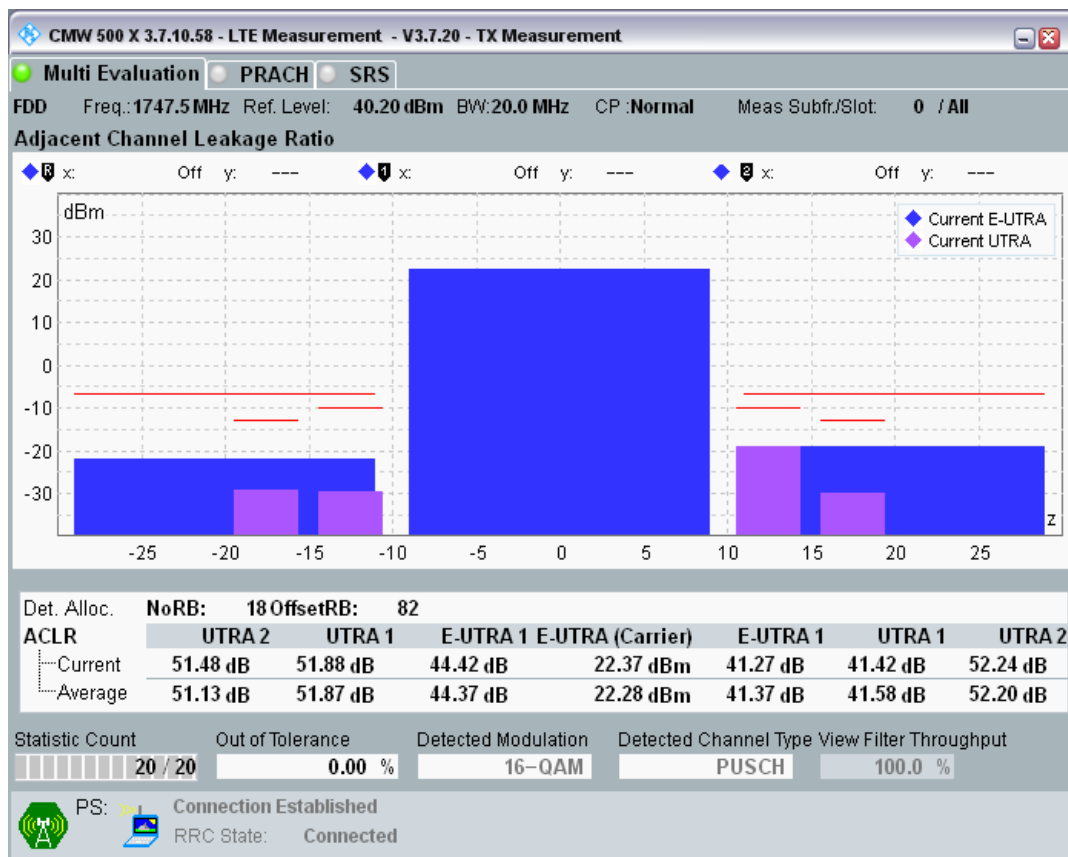 CMW 500 X 3.7.10.58 - LTE Measurement - V3.7.20 - TX Measurement
Multi Evaluation PRACH SRS
FDD Freq.:1747.5 MHz Ref. Level: 40.20 dBm BW:20.0 MHz CP :Normal Meas Subfr./Slot: 0 / All
Adjacent Channel Leakage Ratio
R x: Off y: --- 1 x: Off y: --- 2 x: Off y: ---
dBm
Current E-UTRA
Current UTRA
30
20
10
0
-10
-20
-30
z
-25 -20 -15 -10 -5 0 5 10 15 20 25
Det. Alloc. NoRB: 18 OffsetRB: 82
ACLR UTRA 2 UTRA 1 E-UTRA 1 E-UTRA (Carrier) E-UTRA 1 UTRA 1 UTRA 2
Current 51.48 dB 51.88 dB 44.42 dB 22.37 dBm 41.27 dB 41.42 dB 52.24 dB
Average 51.13 dB 51.87 dB 44.37 dB 22.28 dBm 41.37 dB 41.58 dB 52.20 dB
Statistic Count Out of Tolerance Detected Modulation Detected Channel Type View Filter Throughput
20 / 20 0.00 % 16-QAM PUSCH 100.0 %
PS: Connection Established
RRC State: Connected